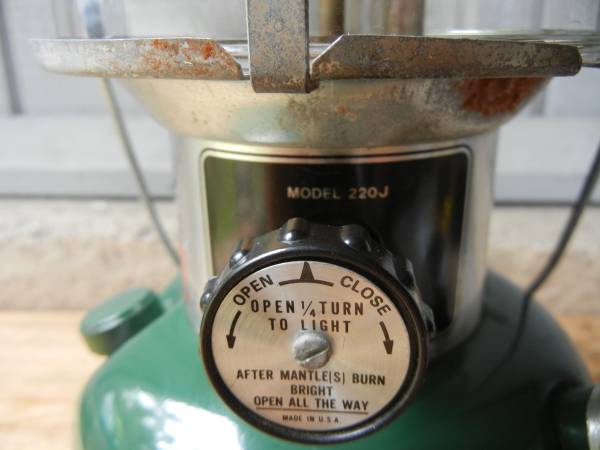 MODEL 220J
OPEN CLOSE
OPEN 1/4 TURN
TO LIGHT
AFTER MANTLE[S] BURN
BRIGHT
OPEN ALL THE WAY
MADE IN U.S.A